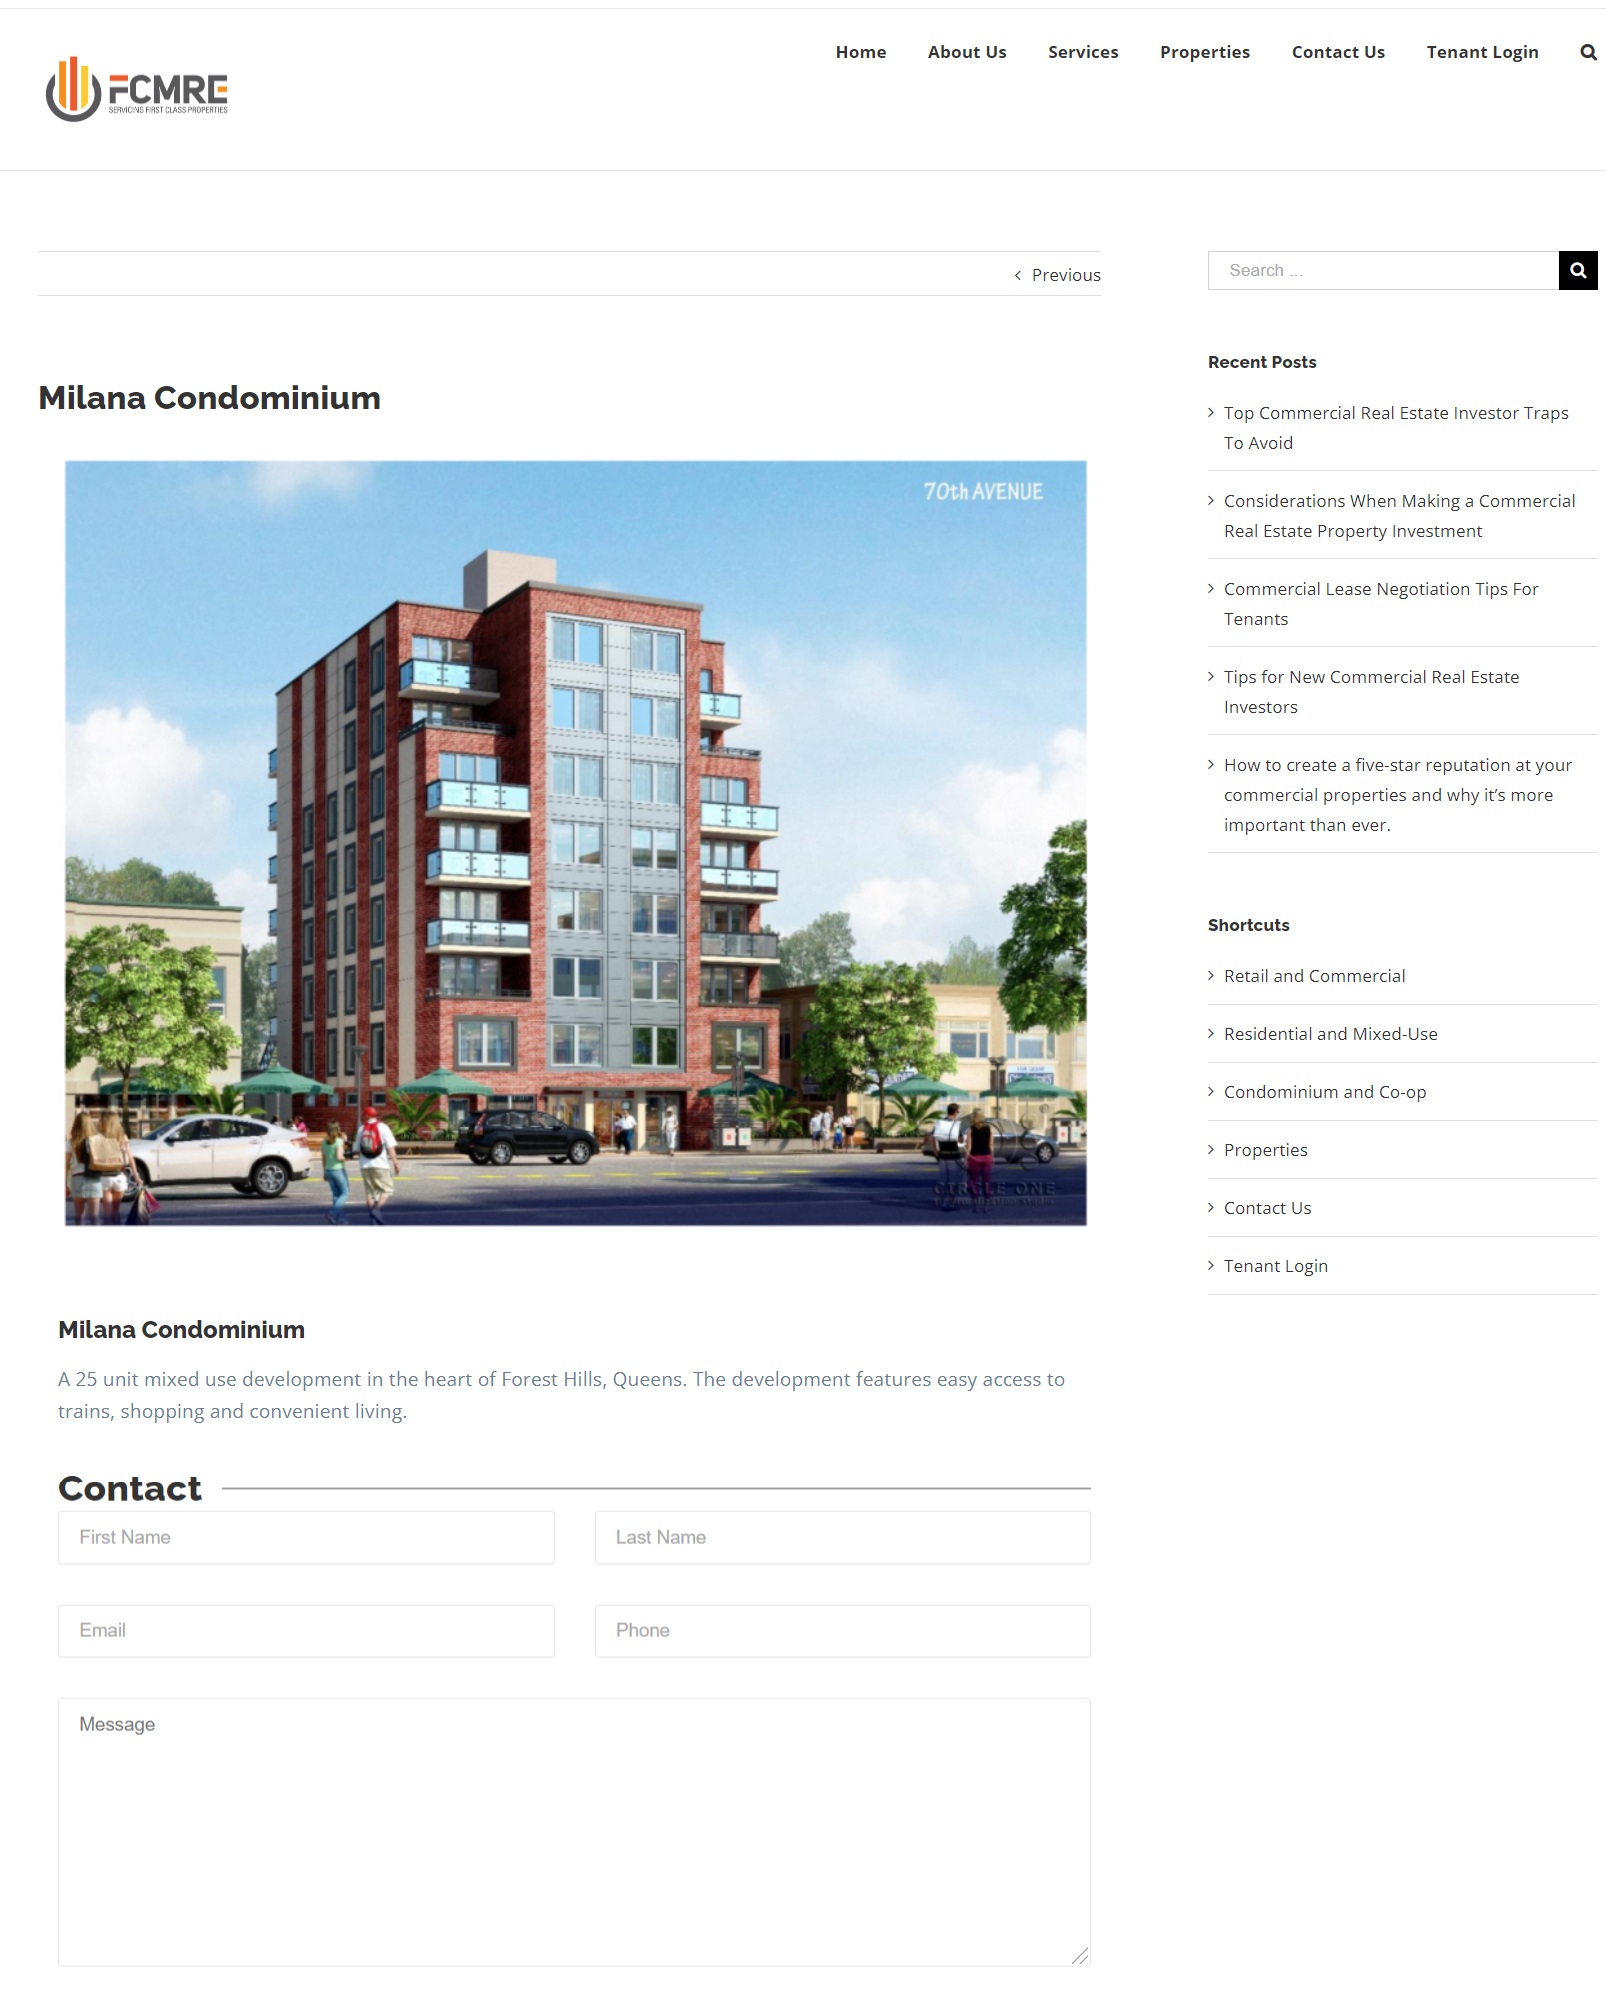 Home About Us Services Properties Contact Us Tenant Login
FCMRE
SERVICING FIRST CLASS PROPERTIES
Previous
Milana Condominium
70th AVENUE
CIRCLE ONE
Milana Condominium
A 25 unit mixed use development in the heart of Forest Hills, Queens. The development features easy access to
trains, shopping and convenient living.
Contact
First Name
Last Name
Email
Phone
Message
Search ...
Recent Posts
Top Commercial Real Estate Investor Traps
To Avoid
Considerations When Making a Commercial
Real Estate Property Investment
Commercial Lease Negotiation Tips For
Tenants
Tips for New Commercial Real Estate
Investors
How to create a five-star reputation at your
commercial properties and why it’s more
important than ever.
Shortcuts
Retail and Commercial
Residential and Mixed-Use
Condominium and Co-op
Properties
Contact Us
Tenant Login